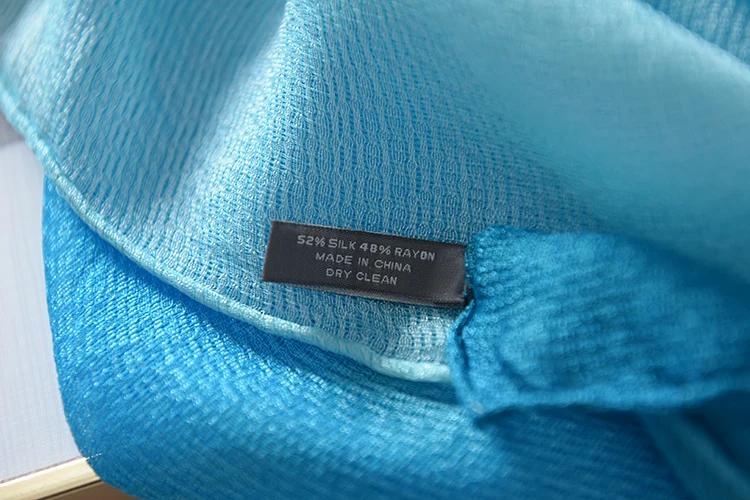 52% SILK 48% RAYON
MADE IN CHINA
DRY CLEAN